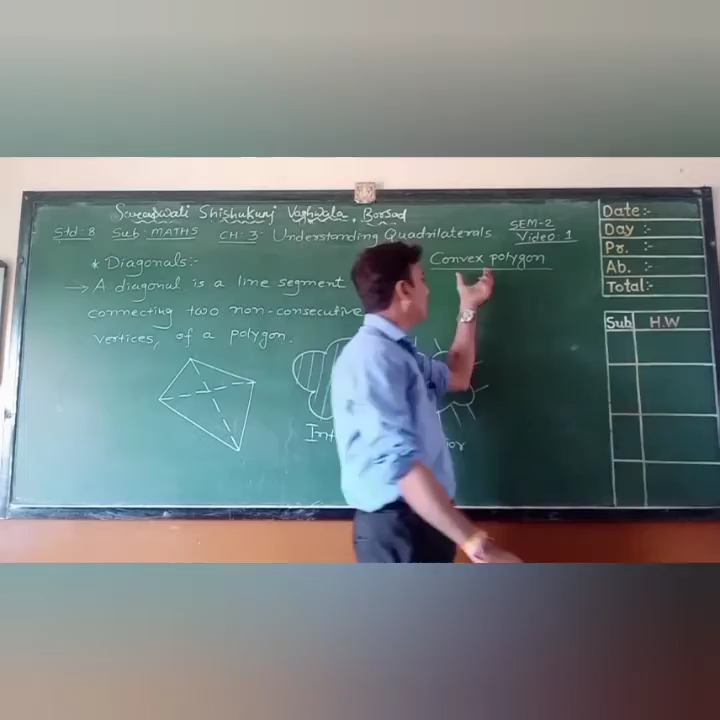 Saraswati Shishukunj Vaghwala, Borsad
Std:- 8 Sub: MATHS CH: 3 Understanding Quadrilaterals SEM-2
Video: 1
* Diagonals:-
→ A diagonal is a line segment
connecting two non-consecutive
vertices, of a polygon.
Convex polygon
Date:-
Day :-
Pr. :-
Ab. :-
Total:-
Sub H.W